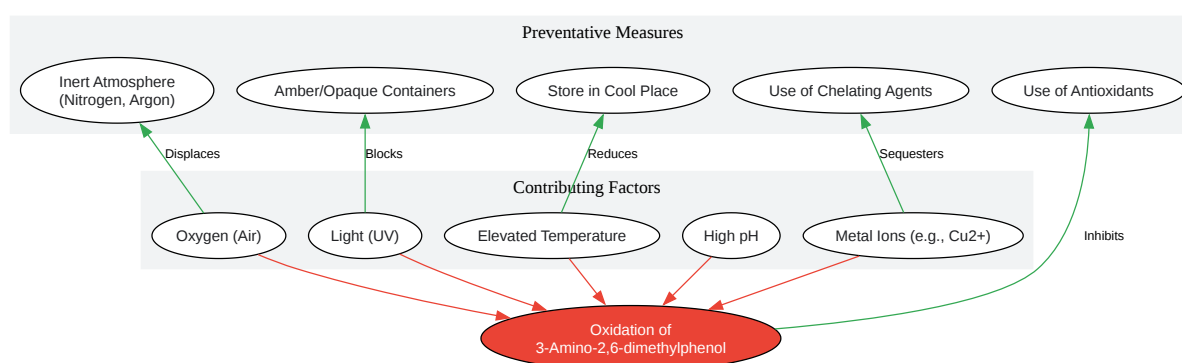 Preventative Measures
Inert Atmosphere
(Nitrogen, Argon)
Amber/Opaque Containers
Store in Cool Place
Use of Chelating Agents
Use of Antioxidants
Displaces
Blocks
Reduces
Sequesters
Contributing Factors
Oxygen (Air)
Light (UV)
Elevated Temperature
High pH
Metal Ions (e.g., Cu2+)
Inhibits
Oxidation of
3-Amino-2,6-dimethylphenol